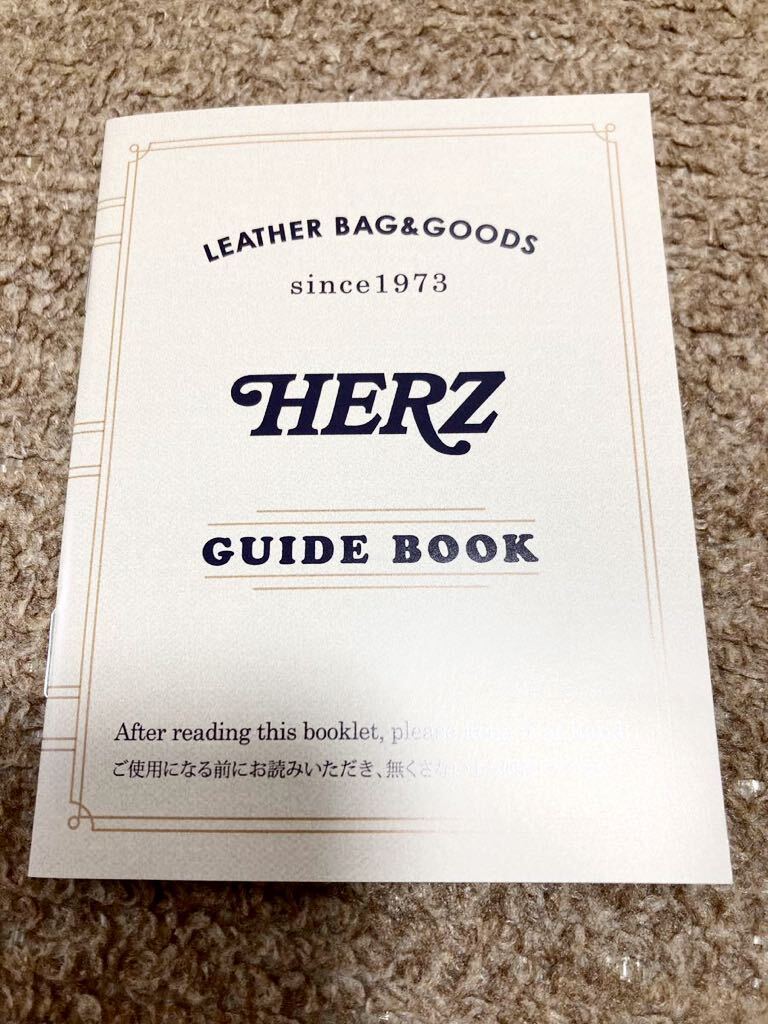 LEATHER BAG&GOODS
since1973
HERZ
GUIDE BOOK
After reading this booklet, please
ご使用になる前にお読みいただき、無くさない